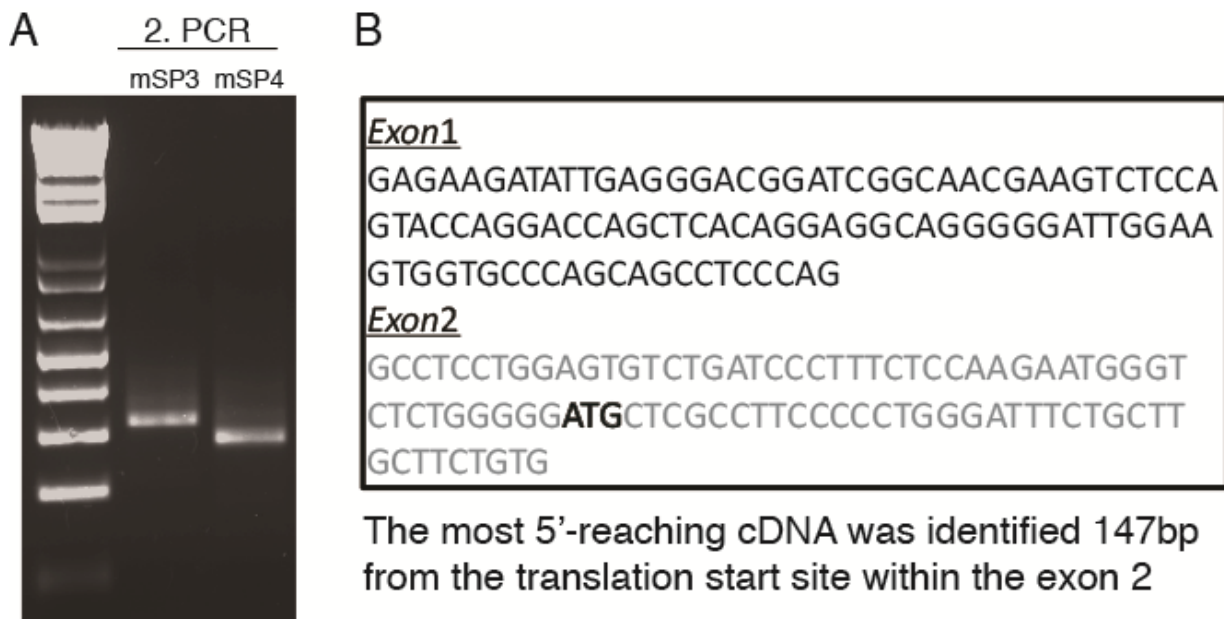 A
2. PCR
mSP3 mSP4
B
Exon1
GAGAAGATATTGAGGGACGGATCGGCAACGAAGTCTCCA
GTACCAGGACCAGCTCACAGGAGGCAGGGGGGATTGGAA
GTGGTGCCCAGCAGCCTCCCAG
Exon2
GCCTCCTGGAGTGTCTGATCCCTTTCTCCAAGAATGGGT
CTCTGGGGGATGCTCGCCTTCCCCCTGGGATTTCTGCTT
GCTTCTGTG
The most 5'-reaching cDNA was identified 147bp
from the translation start site within the exon 2